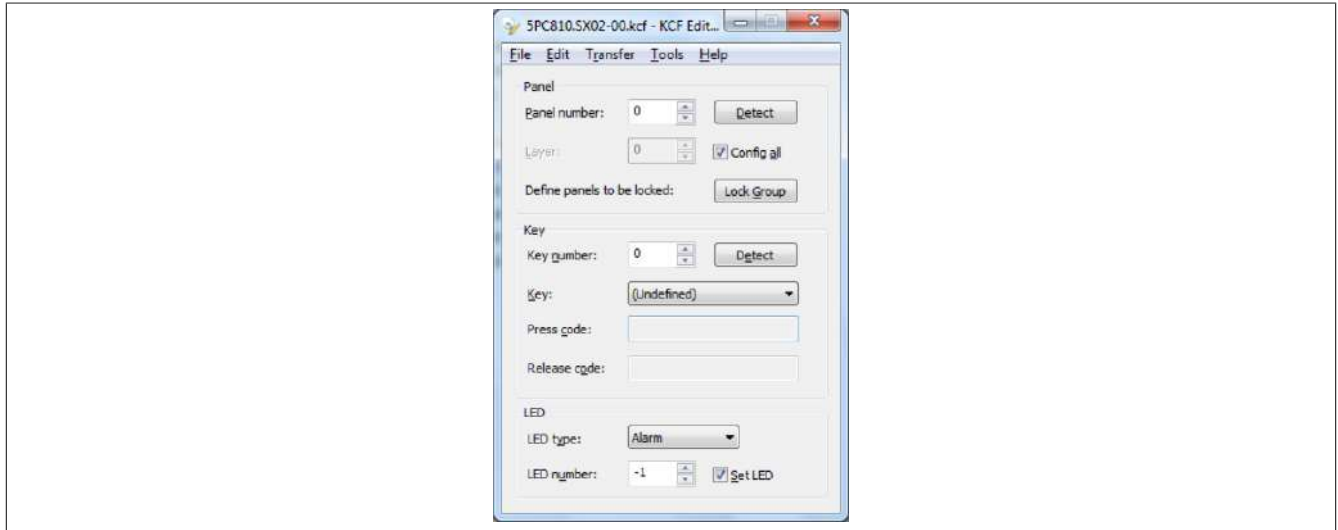 5PC810.SX02-00.kcf - KCF Edit...
File Edit Transfer Tools Help
Panel
Panel number: 0 Detect
Layer: 0 Config all
Define panels to be locked: Lock Group
Key
Key number: 0 Detect
Key: (Undefined)
Press code:
Release code:
LED
LED type: Alarm
LED number: -1 Set LED